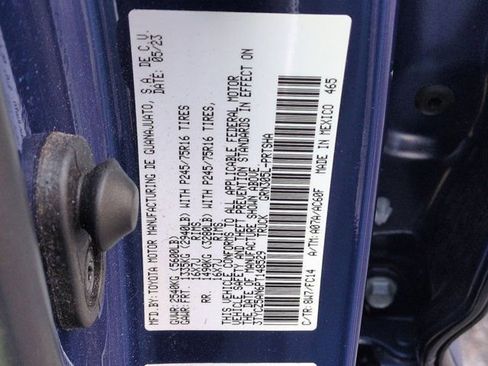 MFD. BY: TOYOTA MOTOR MANUFACTURING DE GUANAJUATO, S.A. DE C.V.
DATE: 05/23
GVWR: 2540KG (5600LB)
GAWR: FRT. 1335KG (2940LB) WITH P245/75R16 TIRES,
16X7J RIMS
RR. 1490KG (3280LB) WITH P245/75R16 TIRES,
16X7J RIMS
THIS VEHICLE CONFORMS TO ALL APPLICABLE FEDERAL MOTOR
VEHICLE SAFETY AND THEFT PREVENTION STANDARDS IN EFFECT ON
THE DATE OF MANUFACTURE SHOWN ABOVE.
TRUCK
C/TR: 8W7/FC14
A/TM: A07A/AC60F
MADE IN MEXICO
465